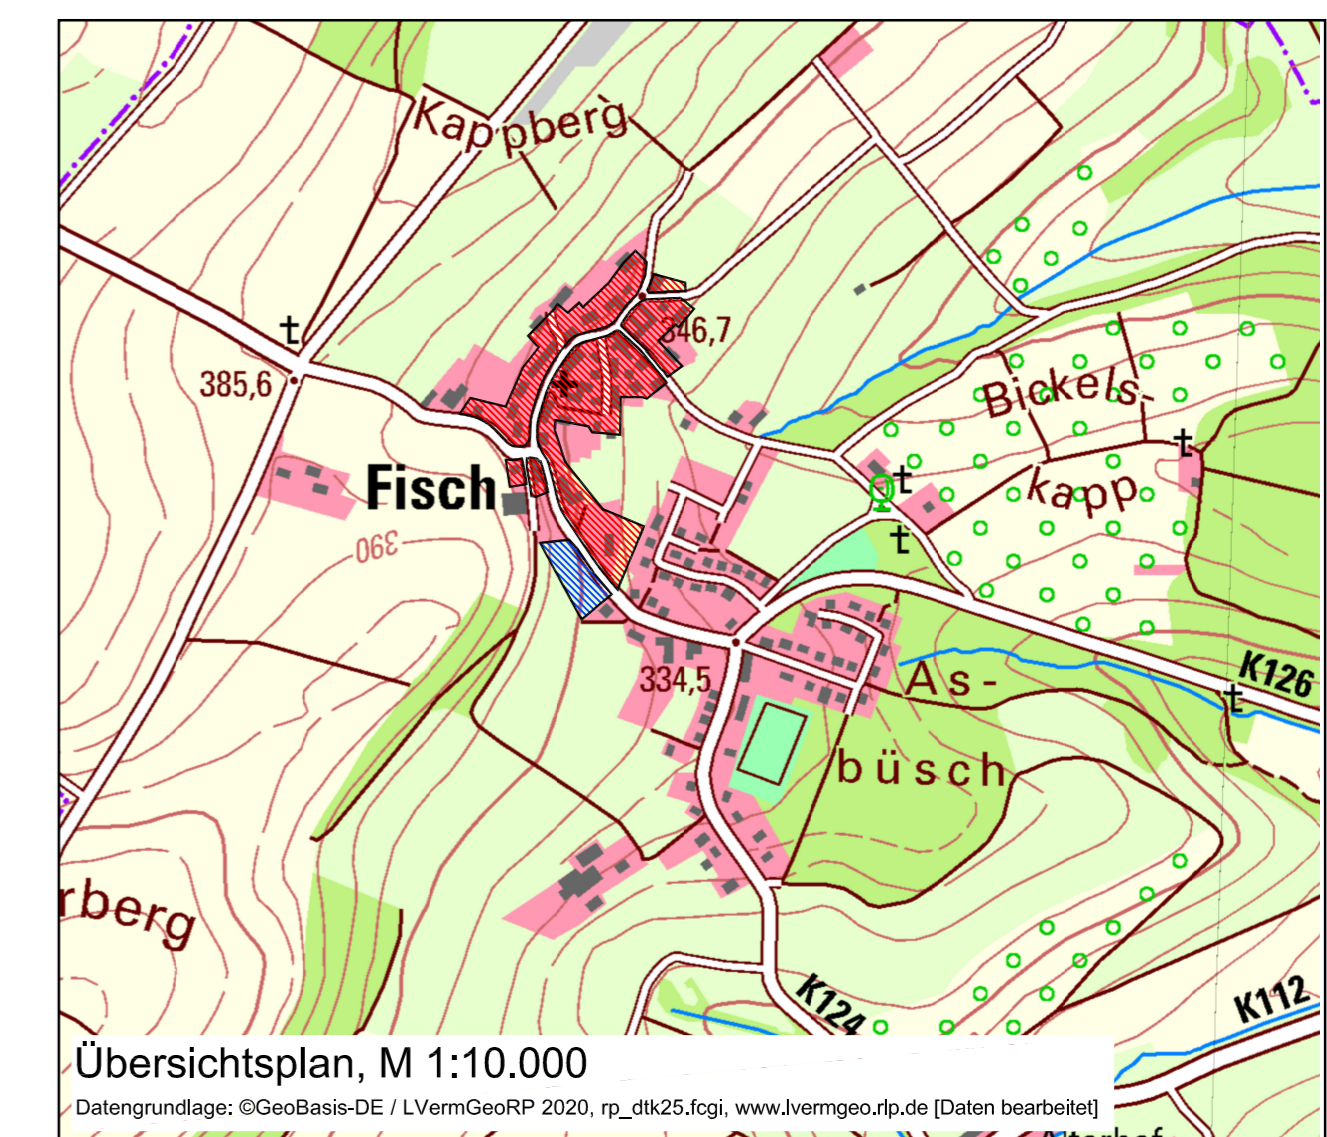 Kappberg
346,7
385,6
Fisch
390
Bickels-
kapp
334,5
As-
büsch
K126
rberg
K124
K112
Übersichtsplan, M 1:10.000
Datengrundlage: ©GeoBasis-DE / LVermGeoRP 2020, rp_dtk25.fcgi, www.lvermgeo.rlp.de [Daten bearbeitet]